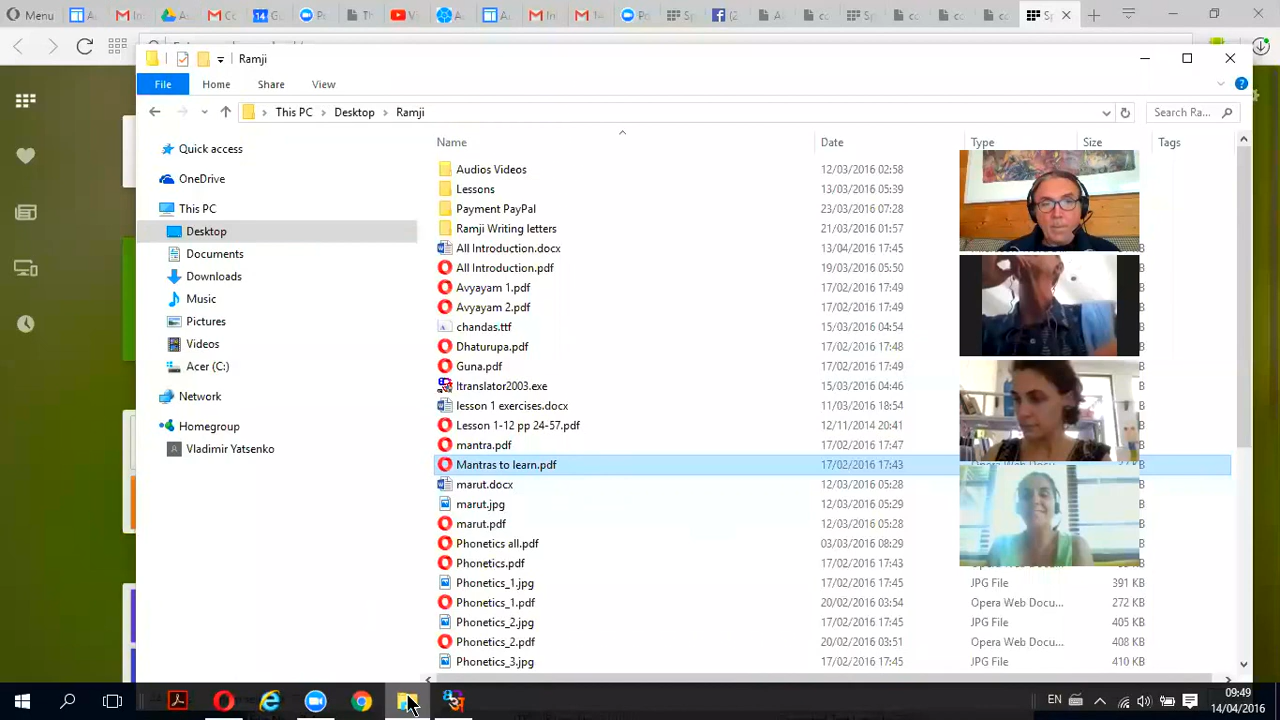 Menu
Ramji
File Home Share View
This PC Desktop Ramji Search Ra...
Name Date Type Size Tags
Quick access
OneDrive
This PC
Desktop
Documents
Downloads
Music
Pictures
Videos
Acer (C:)
Network
Homegroup
Vladimir Yatsenko
Audios Videos 12/03/2016 02:58
Lessons 13/03/2016 05:39
Payment PayPal 23/03/2016 07:28
Ramji Writing letters 21/03/2016 01:57
All Introduction.docx 13/04/2016 17:45
All Introduction.pdf 19/03/2016 05:50
Avyayam 1.pdf 17/02/2016 17:49
Avyayam 2.pdf 17/02/2016 17:49
chandas.ttf 15/03/2016 04:54
Dhaturupa.pdf 17/02/2016 17:48
Guna.pdf 17/02/2016 17:49
Itranslator2003.exe 15/03/2016 04:46
lesson 1 exercises.docx 11/03/2016 18:54
Lesson 1-12 pp 24-57.pdf 12/11/2014 20:41
mantra.pdf 17/02/2016 17:47
Mantras to learn.pdf 17/02/2016 17:43
marut.docx 12/03/2016 05:28
marut.jpg 12/03/2016 05:29
marut.pdf 12/03/2016 05:28
Phonetics all.pdf 03/03/2016 08:29
Phonetics.pdf 17/02/2016 17:43
Phonetics_1.jpg 17/02/2016 17:45 JPG File 391 KB
Phonetics_1.pdf 20/02/2016 03:54 Opera Web Docu... 272 KB
Phonetics_2.jpg 17/02/2016 17:45 JPG File 405 KB
Phonetics_2.pdf 20/02/2016 03:51 Opera Web Docu... 408 KB
Phonetics_3.jpg 17/02/2016 17:45 JPG File 410 KB
EN 09:49
14/04/2016